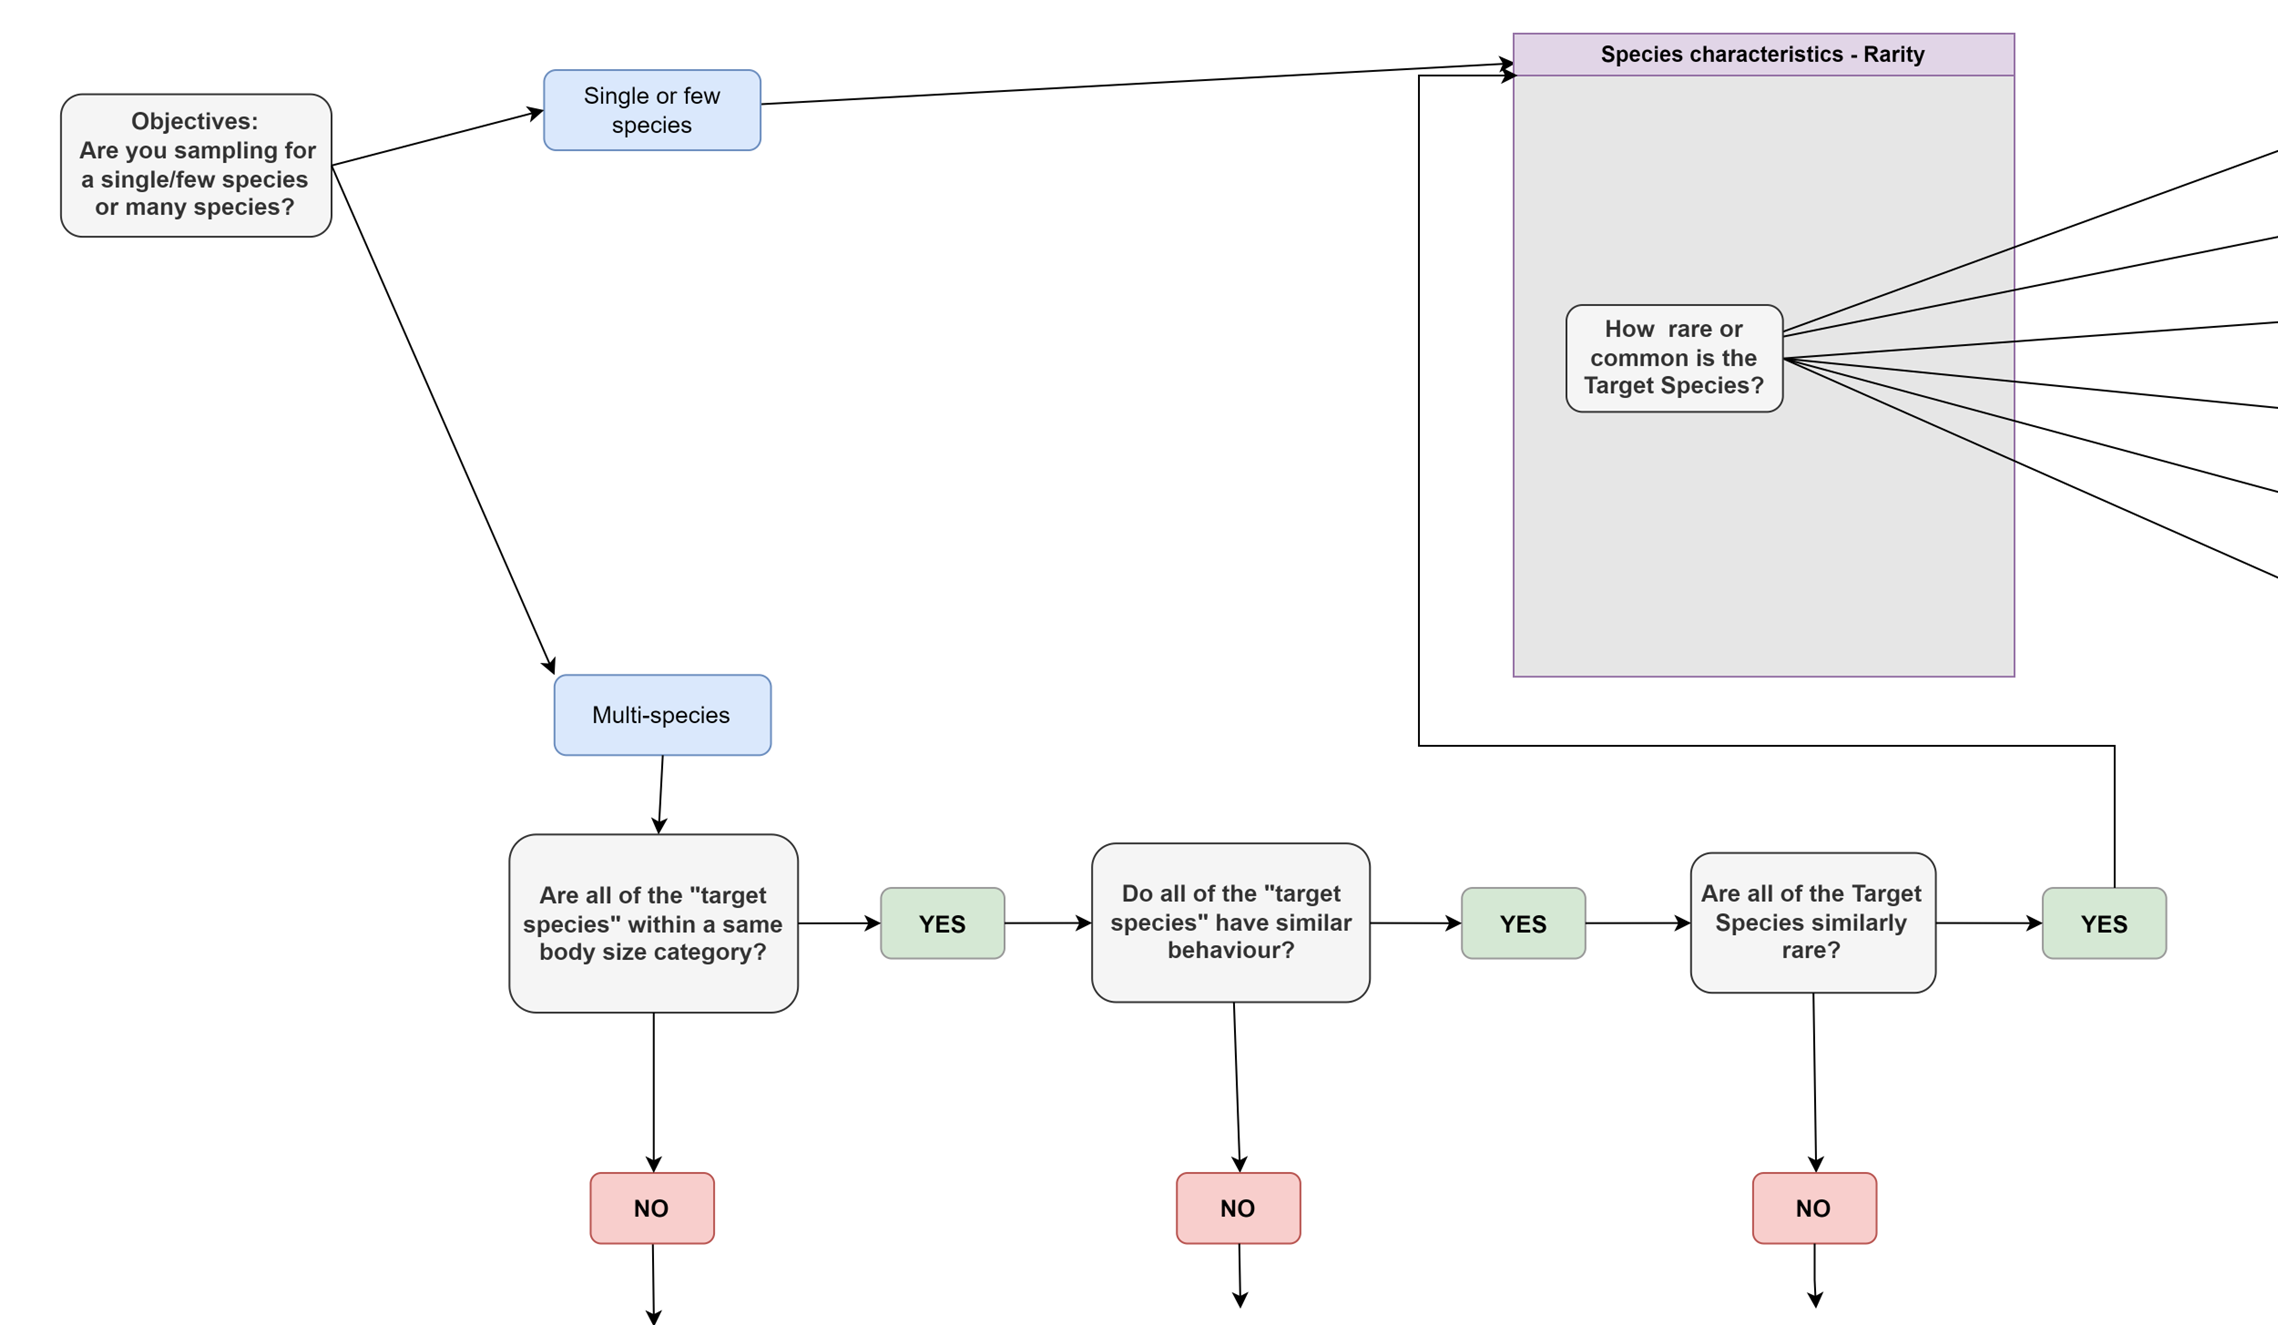 Species characteristics - Rarity
Single or few
species
Objectives:
Are you sampling for
a single/few species
or many species?
How  rare or
common is the
Target Species?
Multi-species
Are all of the "target
species" within a same
body size category?
YES
Do all of the "target
species" have similar
behaviour?
YES
Are all of the Target
Species similarly
rare?
YES
NO
NO
NO